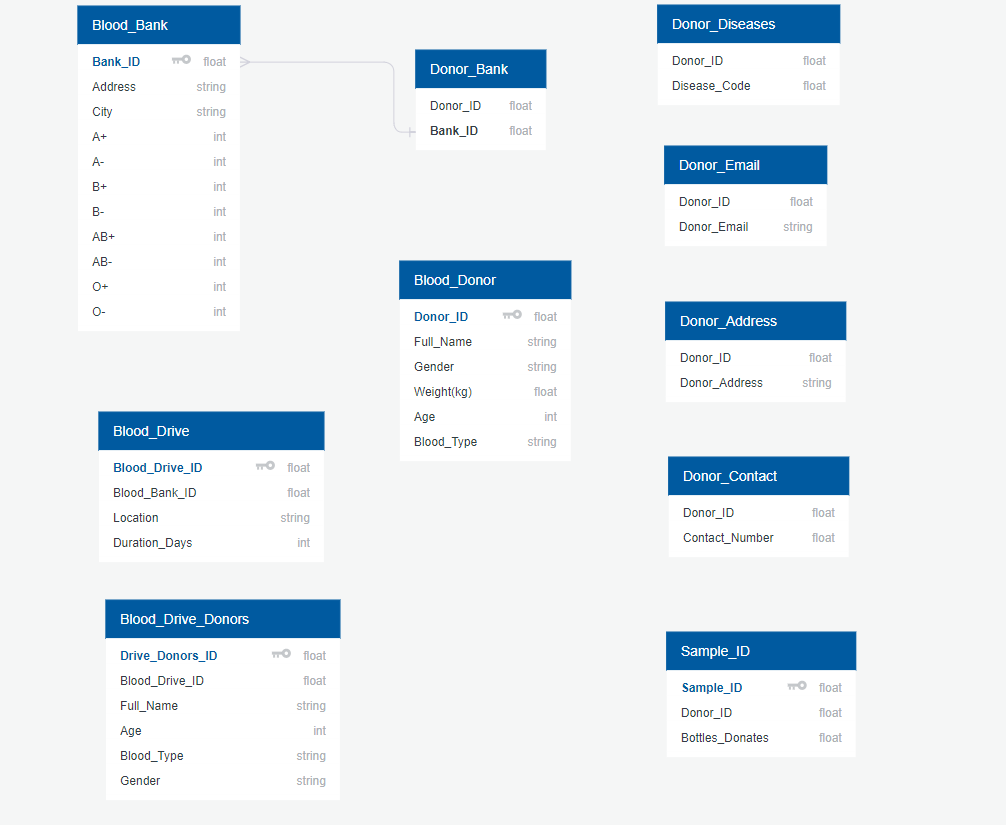 Blood_Bank
Bank_ID float
Address string
City string
A+ int
A- int
B+ int
B- int
AB+ int
AB- int
O+ int
O- int
Donor_Bank
Donor_ID float
Bank_ID float
Donor_Diseases
Donor_ID float
Disease_Code float
Donor_Email
Donor_ID float
Donor_Email string
Blood_Donor
Donor_ID float
Full_Name string
Gender string
Weight(kg) float
Age int
Blood_Type string
Donor_Address
Donor_ID float
Donor_Address string
Blood_Drive
Blood_Drive_ID float
Blood_Bank_ID float
Location string
Duration_Days int
Donor_Contact
Donor_ID float
Contact_Number float
Blood_Drive_Donors
Drive_Donors_ID float
Blood_Drive_ID float
Full_Name string
Age int
Blood_Type string
Gender string
Sample_ID
Sample_ID float
Donor_ID float
Bottles_Donates float